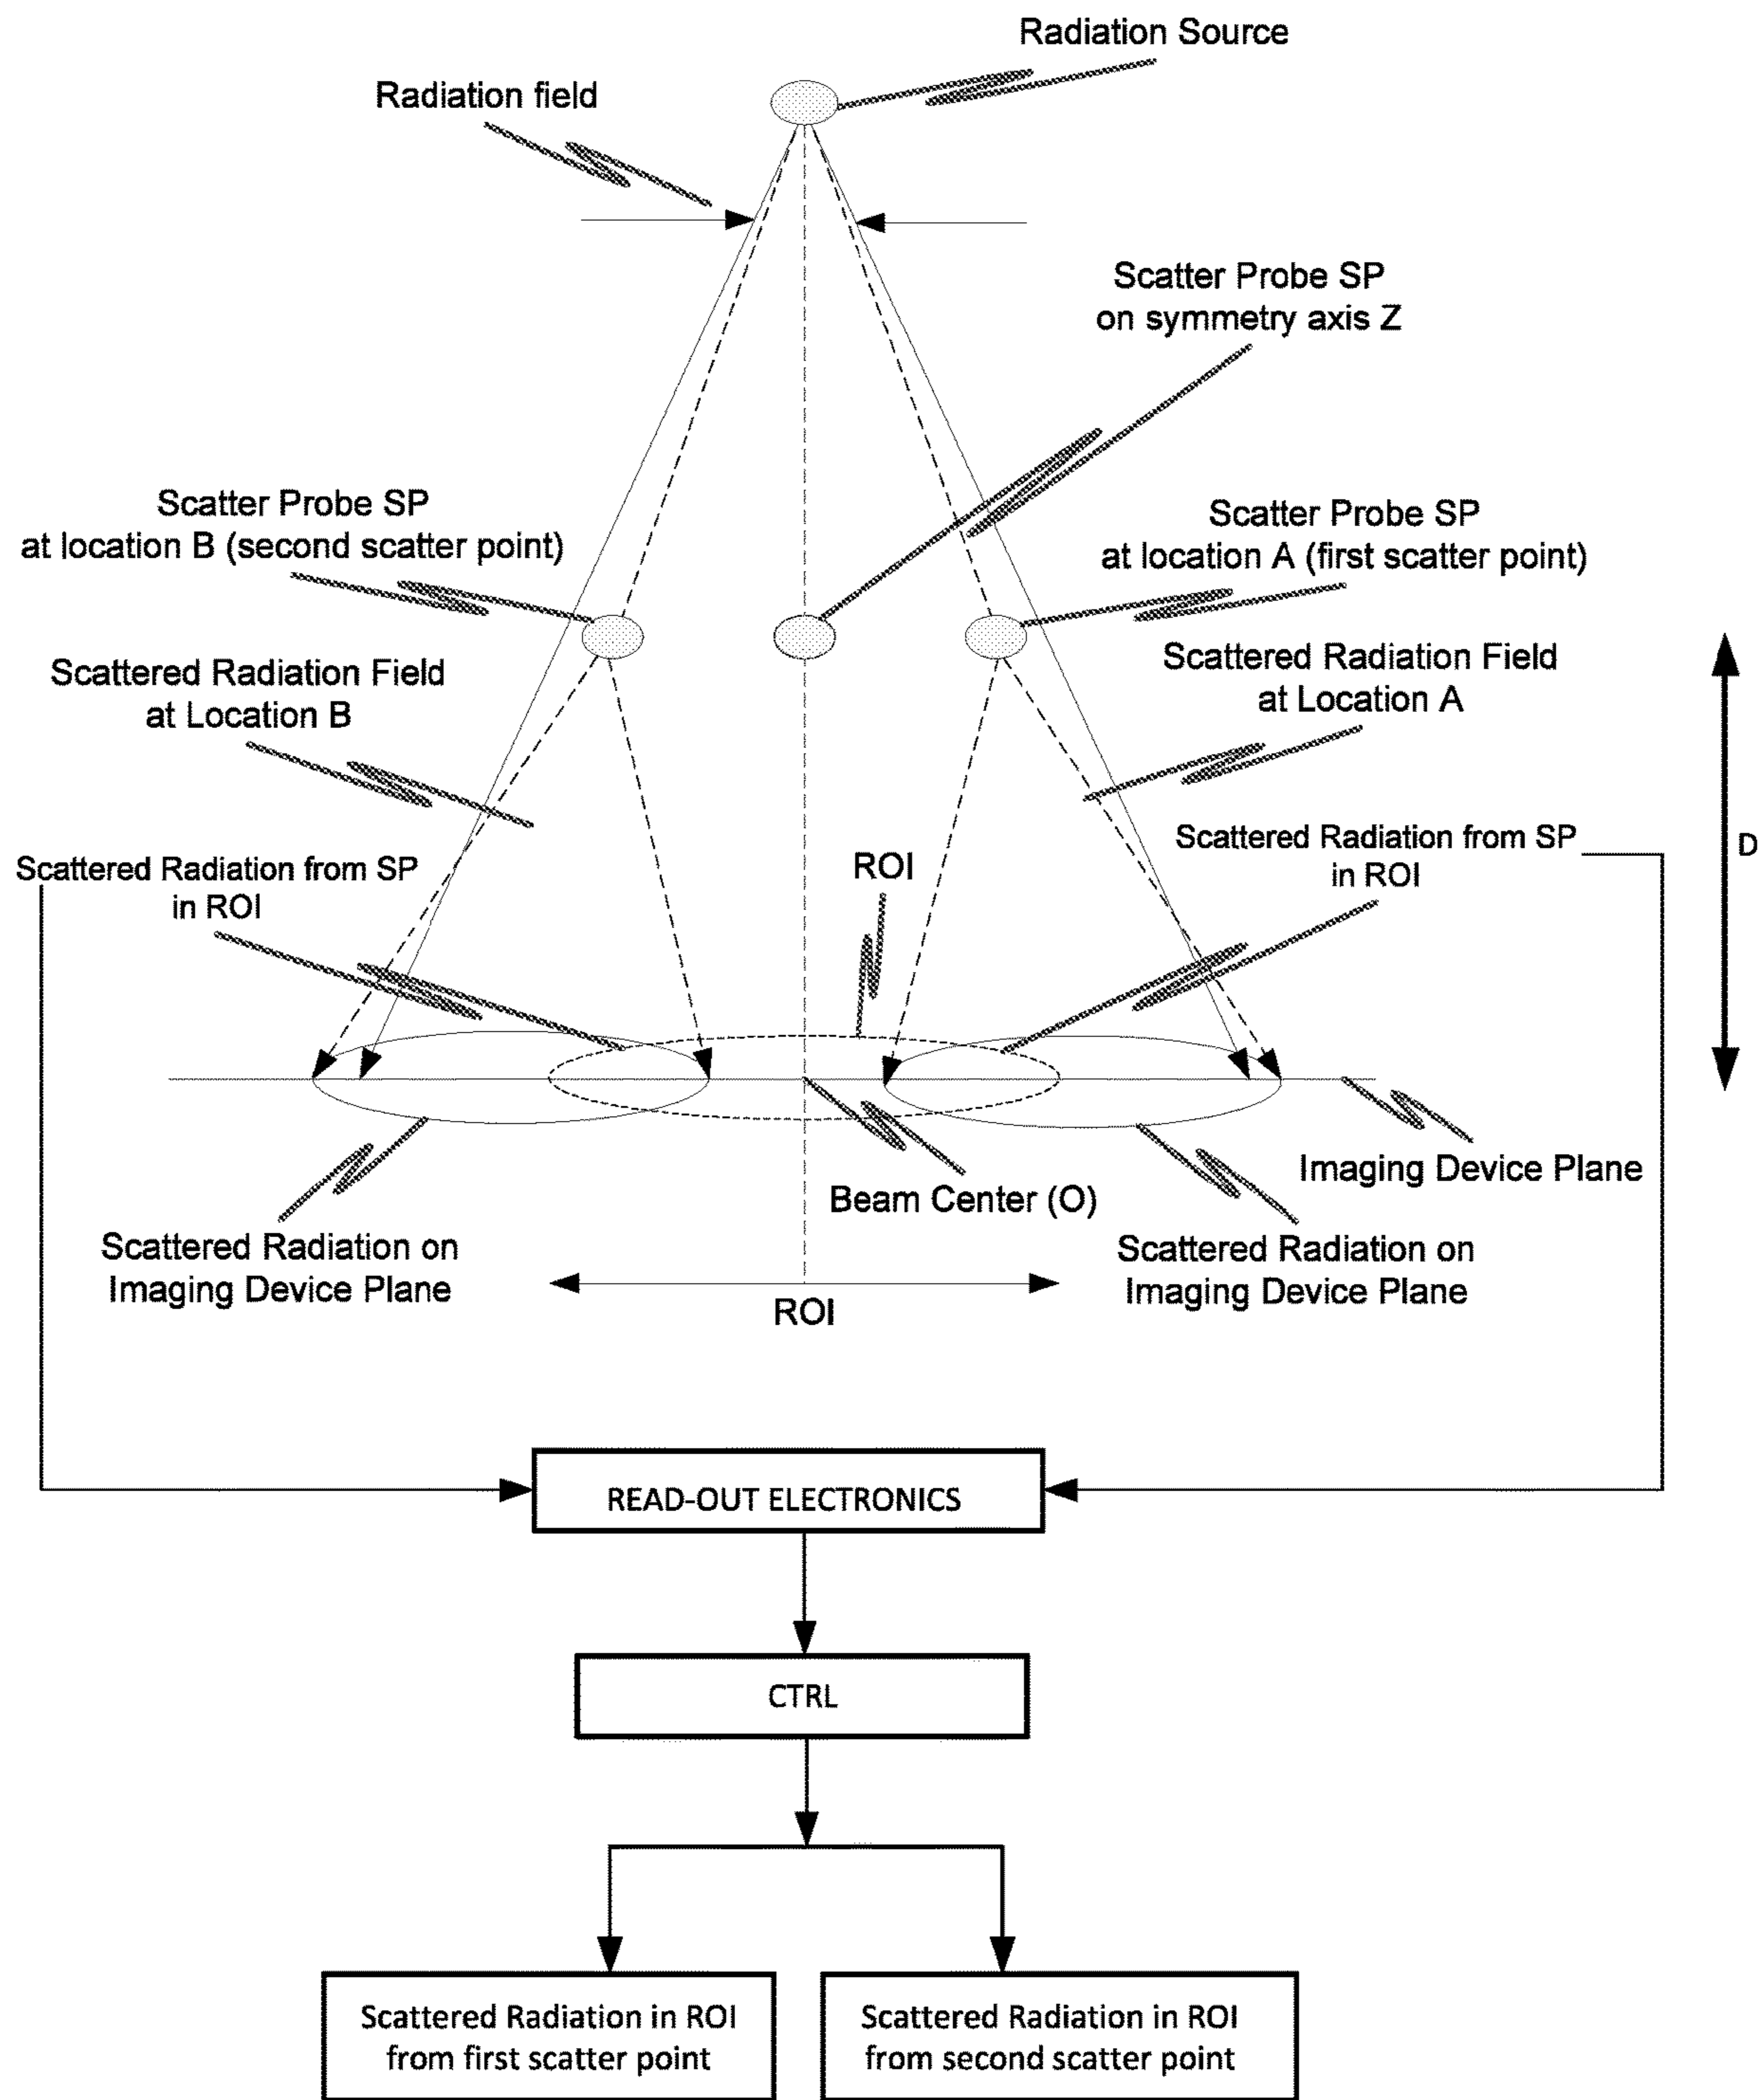 Radiation Source
Radiation field
Scatter Probe SP
on symmetry axis Z
Scatter Probe SP
at location B (second scatter point)
Scatter Probe SP
at location A (first scatter point)
Scattered Radiation Field
at Location B
Scattered Radiation Field
at Location A
D
Scattered Radiation from SP
in ROI
ROI
Scattered Radiation from SP
in ROI
Imaging Device Plane
Beam Center (O)
Scattered Radiation on
Imaging Device Plane
Scattered Radiation on
Imaging Device Plane
ROI
READ-OUT ELECTRONICS
CTRL
Scattered Radiation in ROI
from first scatter point
Scattered Radiation in ROI
from second scatter point